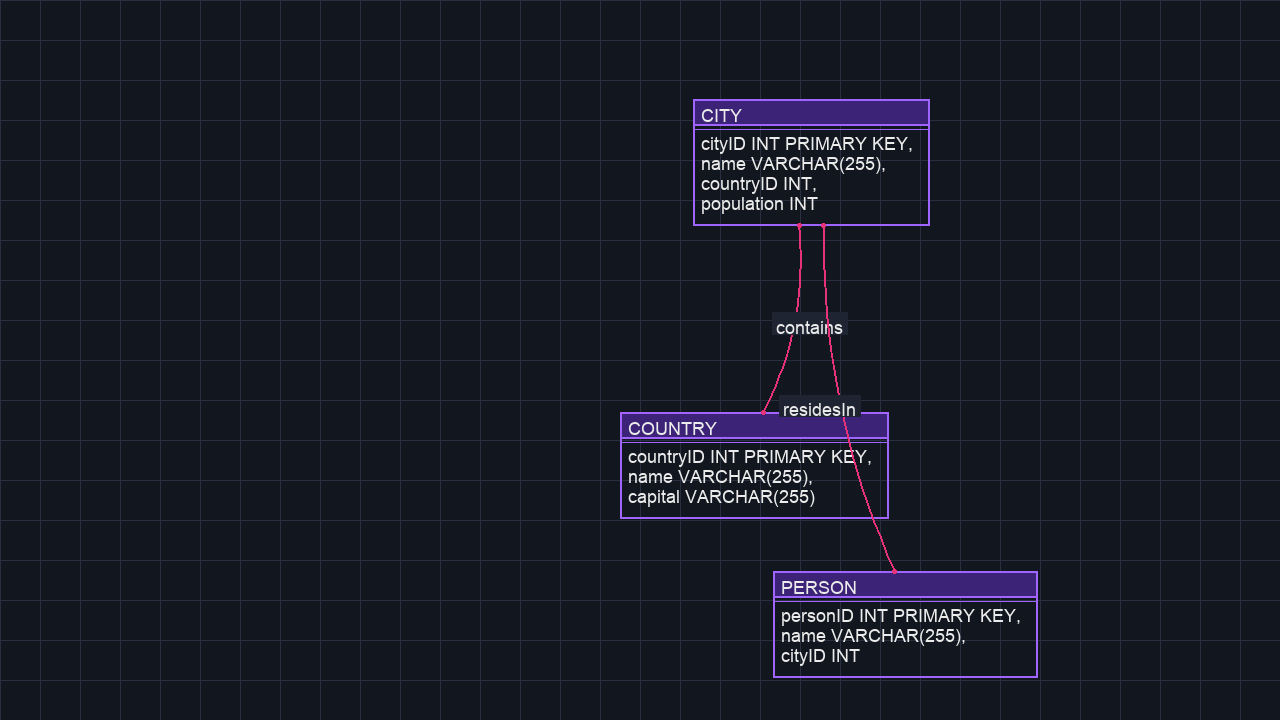 CITY
cityID INT PRIMARY KEY,
name VARCHAR(255),
countryID INT,
population INT
contains
residesIn
COUNTRY
countryID INT PRIMARY KEY,
name VARCHAR(255),
capital VARCHAR(255)
PERSON
personID INT PRIMARY KEY,
name VARCHAR(255),
cityID INT